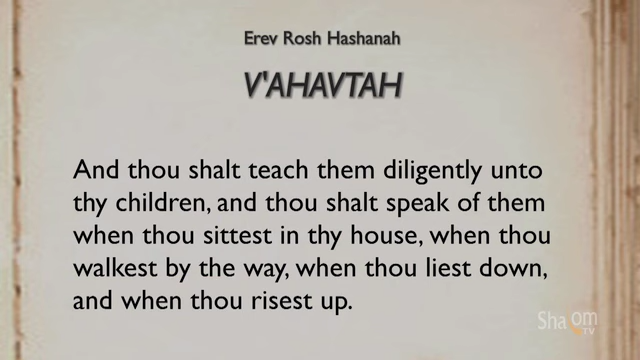 Erev Rosh Hashanah
V'AHAVTAH
And thou shalt teach them diligently unto
thy children, and thou shalt speak of them
when thou sittest in thy house, when thou
walkest by the way, when thou liest down,
and when thou risest up.
Sha om
TV